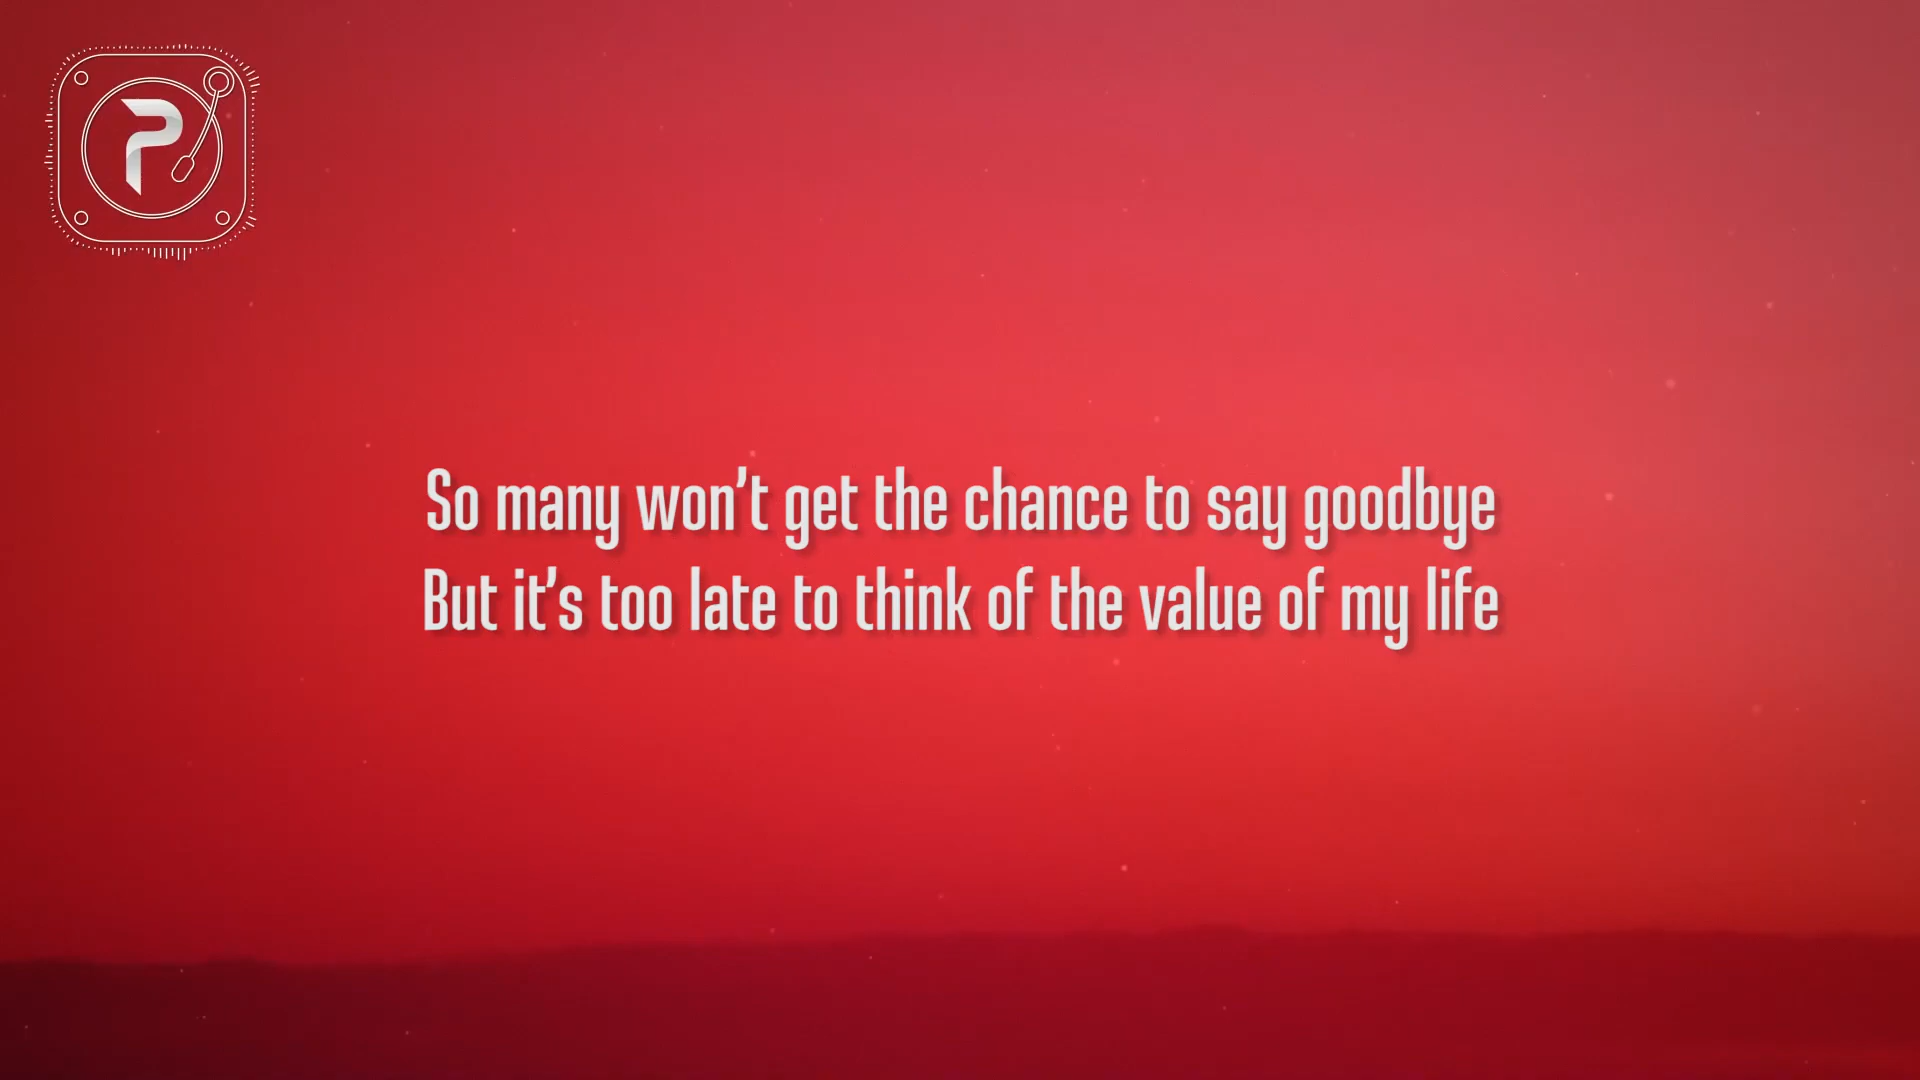 P
So many won't get the chance to say goodbye
But it's too late to think of the value of my life